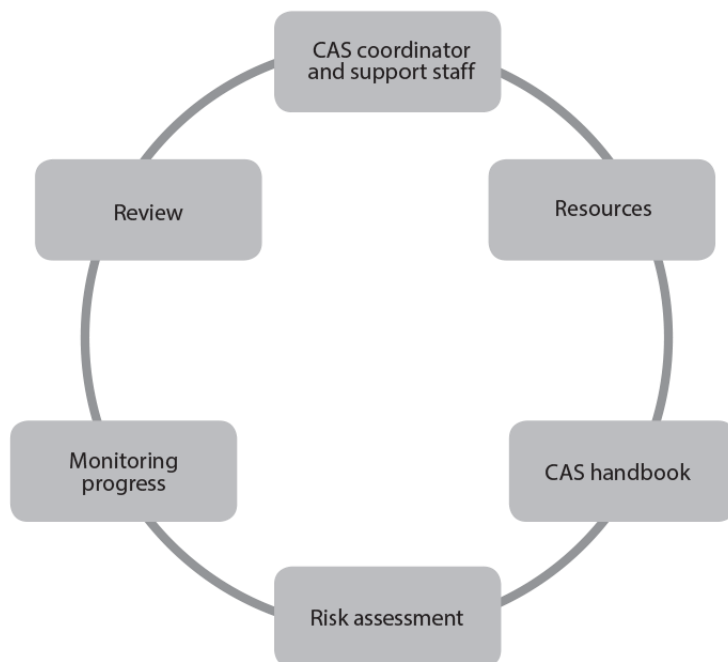 CAS coordinator
and support staff
Resources
CAS handbook
Risk assessment
Monitoring
progress
Review